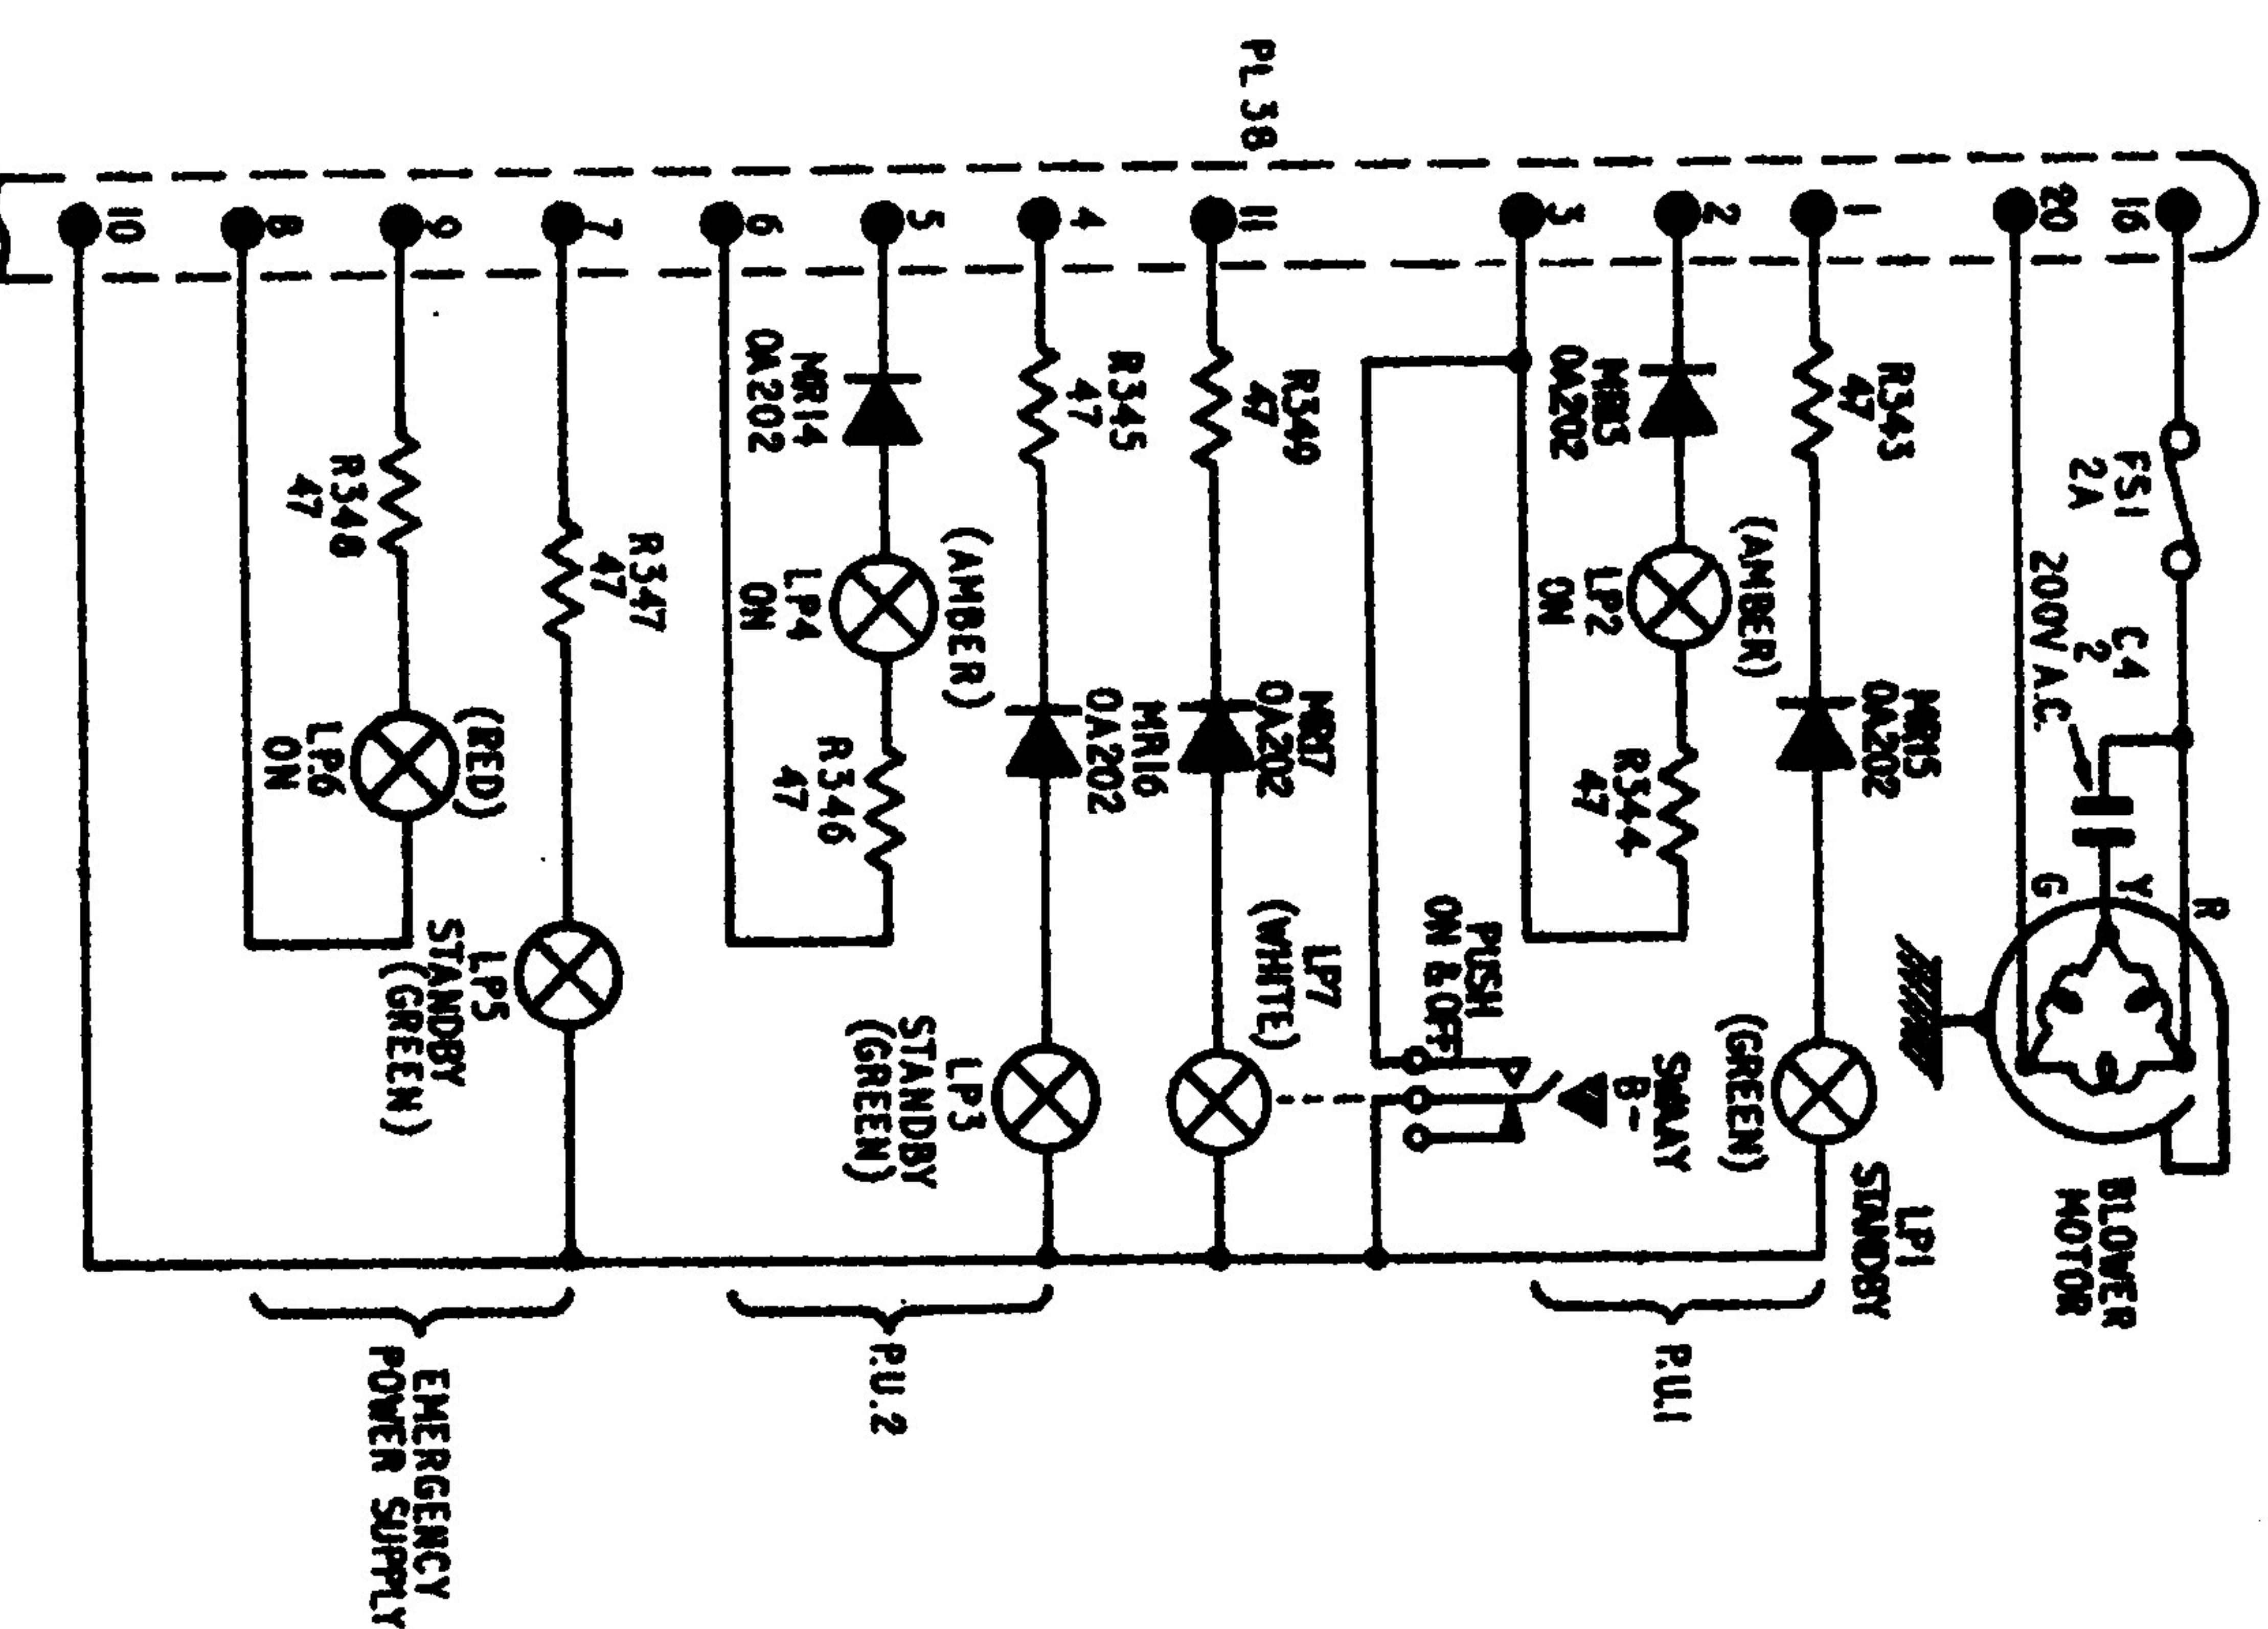 PL38
16
FS1
2A
C4
2
200V A.C.
R
Y
G
BLOWER
MOTOR
20
1
R343
47
MR15
OA202
(GREEN)
LP1
STANDBY
2
MR13
OA202
(AMBER)
LP2
ON
R344
47
3
PUSH
ON & OFF
SWAY
B-
P.U.1
11
R349
47
MR17
OA202
LP7
(WHITE)
4
R345
47
MR16
OA202
LP3
STANDBY
(GREEN)
5
MR14
OA202
(AMBER)
LP4
ON
R346
47
6
P.U.2
7
R347
47
LP5
STANDBY
(GREEN)
9
R348
47
(RED)
LP6
ON
8
10
EMERGENCY
POWER SUPPLY